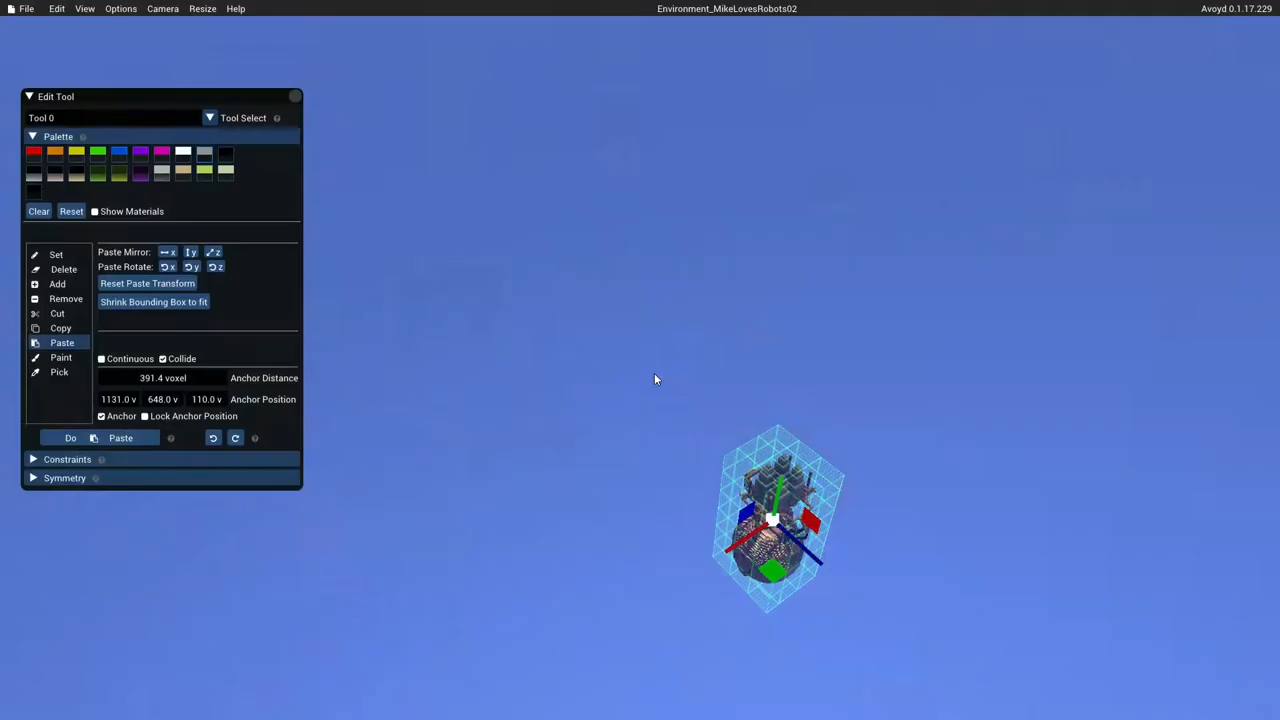 File Edit View Options Camera Resize Help Environment_MikeLovesRobots02 Avoyd 0.1.17.229
Edit Tool
Tool 0 Tool Select ?
Palette ?
Clear Reset Show Materials
Set
Delete
Add
Remove
Cut
Copy
Paste
Paint
Pick
Paste Mirror: x y z
Paste Rotate: x y z
Reset Paste Transform
Shrink Bounding Box to fit
Continuous Collide
391.4 voxel Anchor Distance
1131.0 v 648.0 v 110.0 v Anchor Position
Anchor Lock Anchor Position
Do Paste ? ?
Constraints ?
Symmetry ?